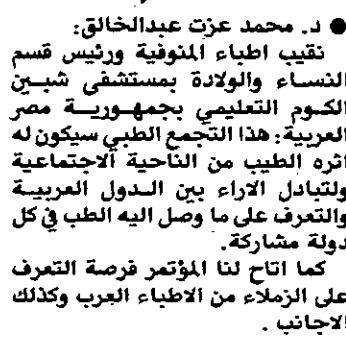 ● د. محمد عزت عبدالخالق:
نقيب اطباء المنوفية ورئيس قسم
النساء والولادة بمستشفى شبين
الكوم التعليمي بجمهورية مصر
العربية: هذا التجمع الطبي سيكون له
اثره الطيب من الناحية الاجتماعية
ولتبادل الاراء بين الدول العربية
والتعرف على ما وصل اليه الطب في كل
دولة مشاركة.
كما اتاح لنا المؤتمر فرصة التعرف
على الزملاء من الاطباء العرب وكذلك
الاجانب .